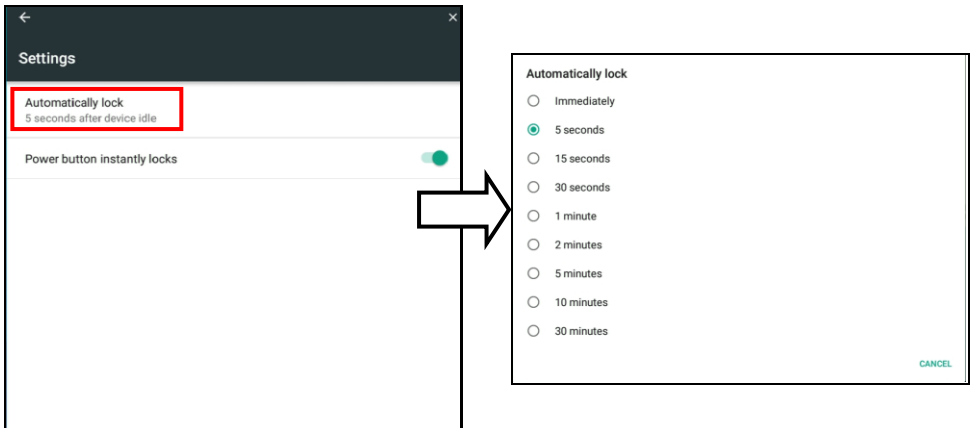 Settings
Automatically lock
5 seconds after device idle
Power button instantly locks
Automatically lock
Immediately
5 seconds
15 seconds
30 seconds
1 minute
2 minutes
5 minutes
10 minutes
30 minutes
CANCEL